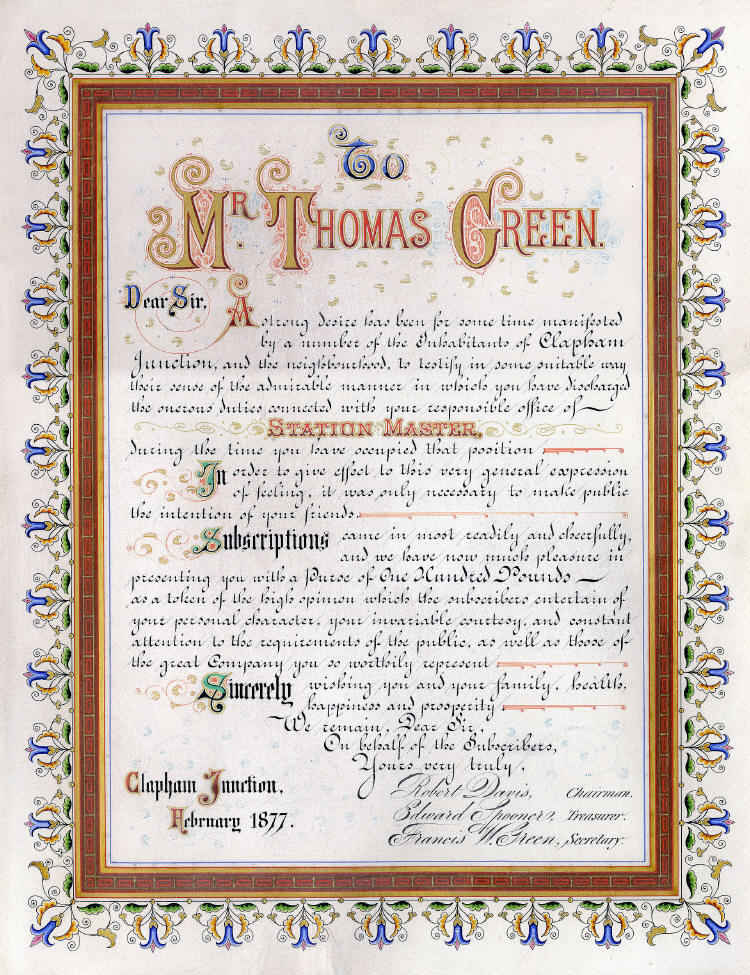 To
Mr. Thomas Green.
Dear Sir. A strong desire has been for some time manifested
by a number of the Inhabitants of Clapham
Junction, and the neighbourhood, to testify in some suitable way
their sense of the admirable manner in which you have discharged
the onerous duties connected with your responsible office of
Station Master,
during the time you have occupied that position
In order to give effect to this very general expression
of feeling, it was only necessary to make public
the intention of your friends.
Subscriptions came in most readily and cheerfully,
and we have now much pleasure in
presenting you with a Purse of One Hundred Pounds
as a token of the high opinion which the subscribers entertain of
your personal character, your invariable courtesy, and constant
attention to the requirements of the public, as well as those of
the great Company you so worthily represent
Sincerely wishing you and your family, health,
happiness and prosperity
We remain, Dear Sir,
On behalf of the Subscribers,
Yours very truly,
Clapham Junction,
February 1877.
Robert Davis, Chairman.
Edward Spooner, Treasurer.
Francis W. Green, Secretary.